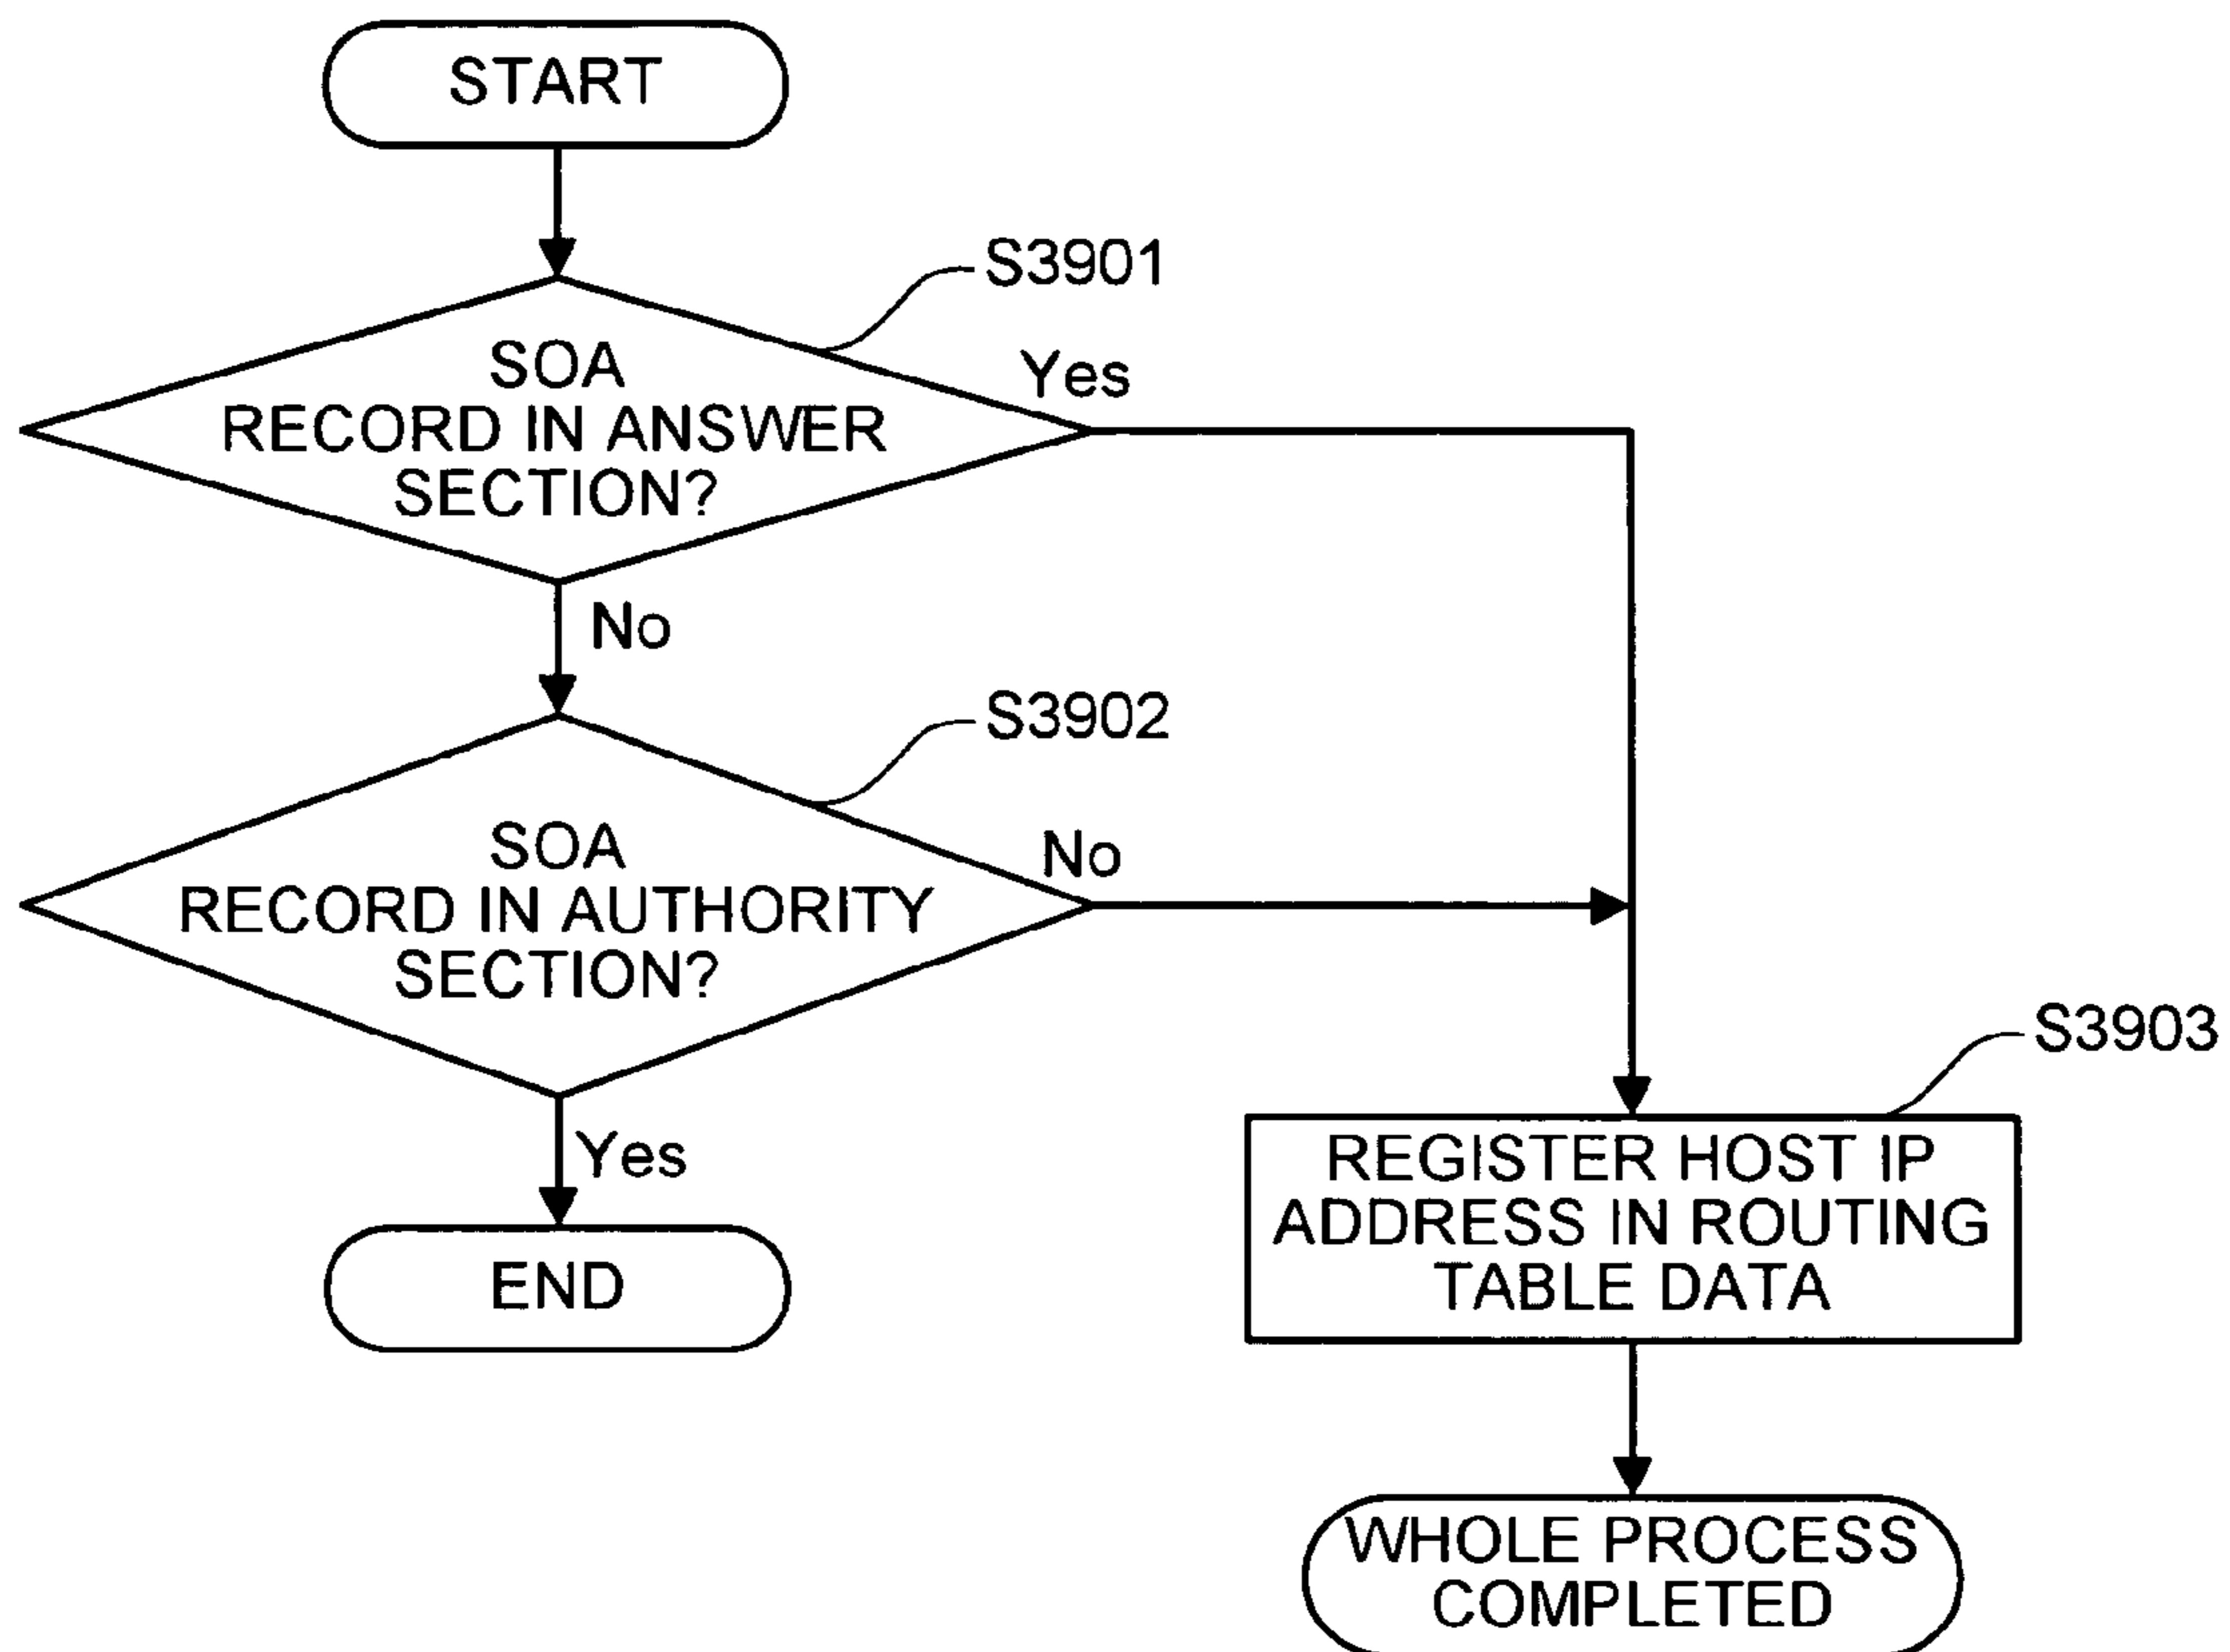 START
S3901
SOA
RECORD IN ANSWER
SECTION?
Yes
No
S3902
SOA
RECORD IN AUTHORITY
SECTION?
No
Yes
END
S3903
REGISTER HOST IP
ADDRESS IN ROUTING
TABLE DATA
WHOLE PROCESS
COMPLETED